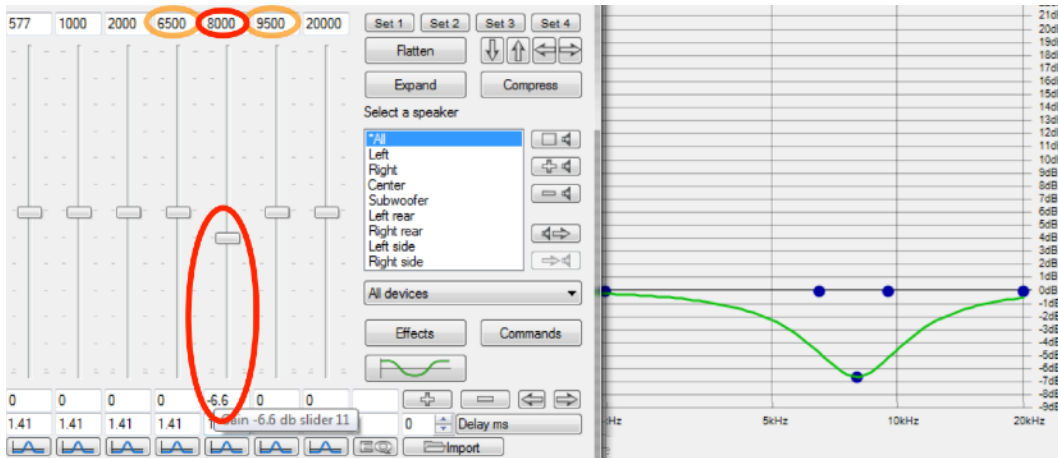 577 1000 2000 6500 8000 9500 20000
Set 1 Set 2 Set 3 Set 4
Flatten
Expand Compress
Select a speaker
*All
Left
Right
Center
Subwoofer
Left rear
Right rear
Left side
Right side
All devices
Effects Commands
0 0 0 0 -6.6 0 0
1.41 1.41 1.41 1.41
Gain -6.6 db slider 11
0 Delay ms
Import
20dB
19dB
18dB
17dB
16dB
15dB
14dB
13dB
12dB
11dB
10dB
9dB
8dB
7dB
6dB
5dB
4dB
3dB
2dB
1dB
0dB
-1dB
-2dB
-3dB
-4dB
-5dB
-6dB
-7dB
-8dB
-9dB
5kHz 10kHz 20kHz